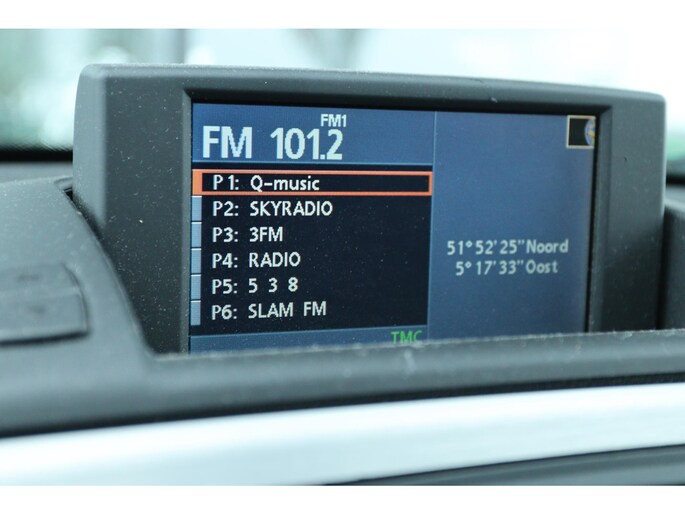 FM1
FM 101.2
P1: Q-music
P2: SKYRADIO
P3: 3FM
P4: RADIO
P5: 5 3 8
P6: SLAM FM
51° 52' 25" Noord
5° 17' 33" Oost
TMC